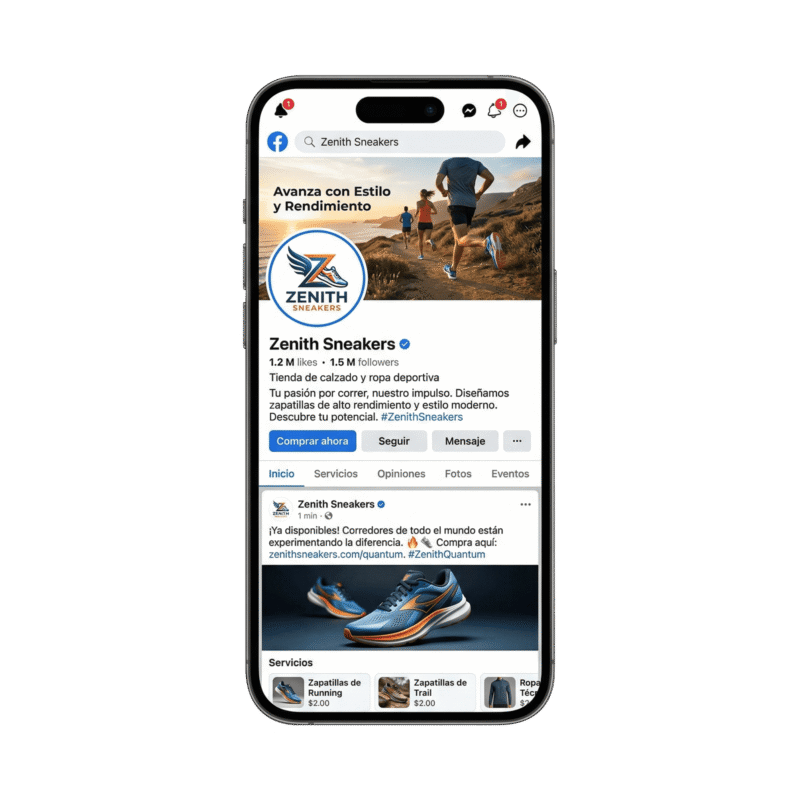 1
1
Zenith Sneakers
Avanza con Estilo
y Rendimiento
ZENITH
SNEAKERS
Zenith Sneakers
1.2 M likes • 1.5 M followers
Tienda de calzado y ropa deportiva
Tu pasión por correr, nuestro impulso. Diseñamos
zapatillas de alto rendimiento y estilo moderno.
Descubre tu potencial. #ZenithSneakers
Comprar ahora Seguir Mensaje
Inicio Servicios Opiniones Fotos Eventos
ZENITH
Zenith Sneakers
1 min ·
¡Ya disponibles! Corredores de todo el mundo están
experimentando la diferencia. 🔥 Compra aquí:
zenithsneakers.com/quantum. #ZenithQuantum
Servicios
Zapatillas de
Running
$2.00
Zapatillas de
Trail
$2.00
Ropa